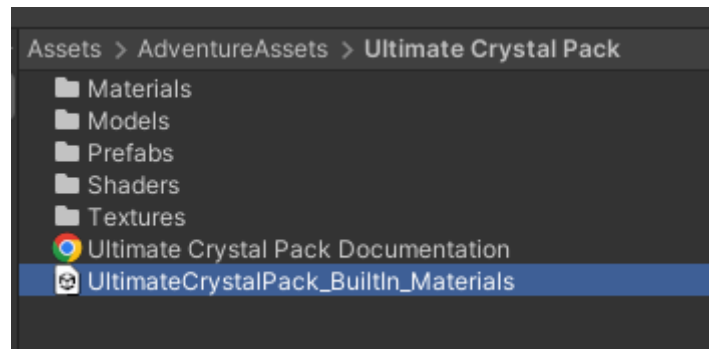 Assets > AdventureAssets > Ultimate Crystal Pack
Materials
Models
Prefabs
Shaders
Textures
Ultimate Crystal Pack Documentation
UltimateCrystalPack_BuiltIn_Materials